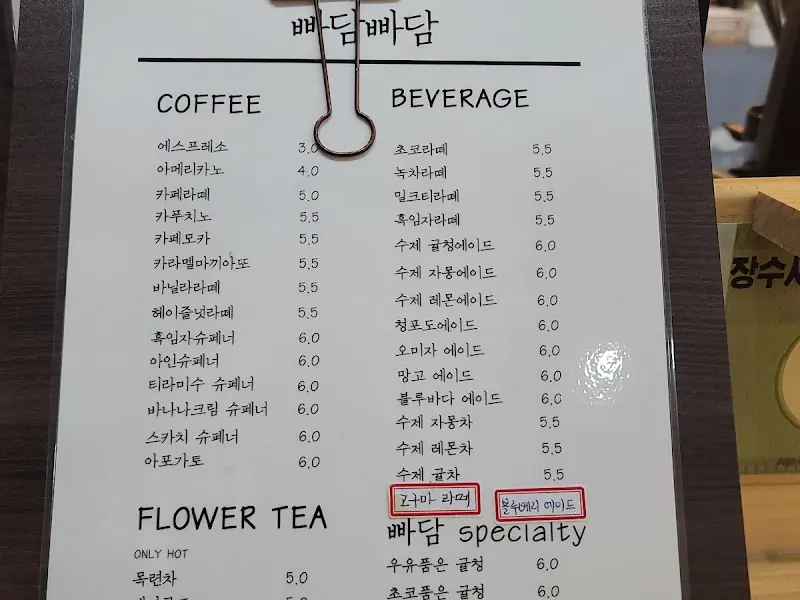 빠담빠담
COFFEE
에스프레소 3.0
아메리카노 4.0
카페라떼 5.0
카푸치노 5.5
카페모카 5.5
카라멜마끼아또 5.5
바닐라라떼 5.5
헤이즐넛라떼 5.5
흑임자슈페너 6.0
아인슈페너 6.0
티라미수 슈페너 6.0
바나나크림 슈페너 6.0
스카치 슈페너 6.0
아포가토 6.0
FLOWER TEA
ONLY HOT
목련차 5.0
BEVERAGE
초코라떼 5.5
녹차라떼 5.5
밀크티라떼 5.5
흑임자라떼 5.5
수제 귤청에이드 6.0
수제 자몽에이드 6.0
수제 레몬에이드 6.0
청포도에이드 6.0
오미자 에이드 6.0
망고 에이드 6.0
블루바다 에이드 6.0
수제 자몽차 5.5
수제 레몬차 5.5
수제 귤차 5.5
고구마 라떼
블루베리 에이드
빠담 specialty
우유품은 귤청 6.0
초코품은 귤청 6.0
장수